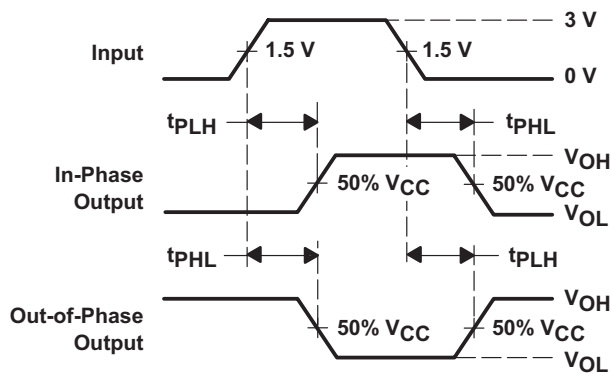 3 V
Input
1.5 V
1.5 V
0 V
tPLH
tPHL
In-Phase
Output
VOH
50% VCC
50% VCC
VOL
tPHL
tPLH
Out-of-Phase
Output
VOH
50% VCC
50% VCC
VOL